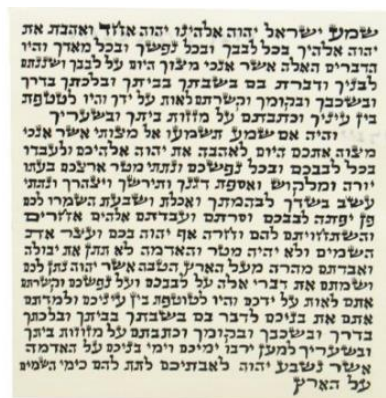 שמע ישראל יהוה אלהינו יהוה אחד ואהבת את
יהוה אלהיך בכל לבבך ובכל נפשך ובכל מאדך והיו
הדברים האלה אשר אנכי מצוך היום על לבבך ושננתם
לבניך ודברת בם בשבתך בביתך ובלכתך בדרך
ובשכבך ובקומך וקשרתם לאות על ידך והיו לטטפת
בין עיניך וכתבתם על מזזות ביתך ובשעריך
והיה אם שמע תשמעו אל מצותי אשר אנכי
מצוה אתכם היום לאהבה את יהוה אלהיכם ולעבדו
בכל לבבכם ובכל נפשכם ונתתי מטר ארצכם בעתו
יורה ומלקוש ואספת דגנך ותירשך ויצהרך ונתתי
עשב בשדך לבהמתך ואכלת ושבעת השמרו לכם
פן יפתה לבבכם וסרתם ועבדתם אלהים אחרים
והשתחויתם להם וחרה אף יהוה בכם ועצר את
השמים ולא יהיה מטר והאדמה לא תתן את יבולה
ואבדתם מהרה מעל הארץ הטבה אשר יהוה נתן לכם
ושמתם את דברי אלה על לבבכם ועל נפשכם וקשרתם
אתם לאות על ידכם והיו לטוטפת בין עיניכם ולמדתם
אתם את בניכם לדבר בם בשבתך בביתך ובלכתך
בדרך ובשכבך ובקומך וכתבתם על מזוזות ביתך
ובשעריך למען ירבו ימיכם וימי בניכם על האדמה
אשר נשבע יהוה לאבתיכם לתת להם כימי השמים
על הארץ